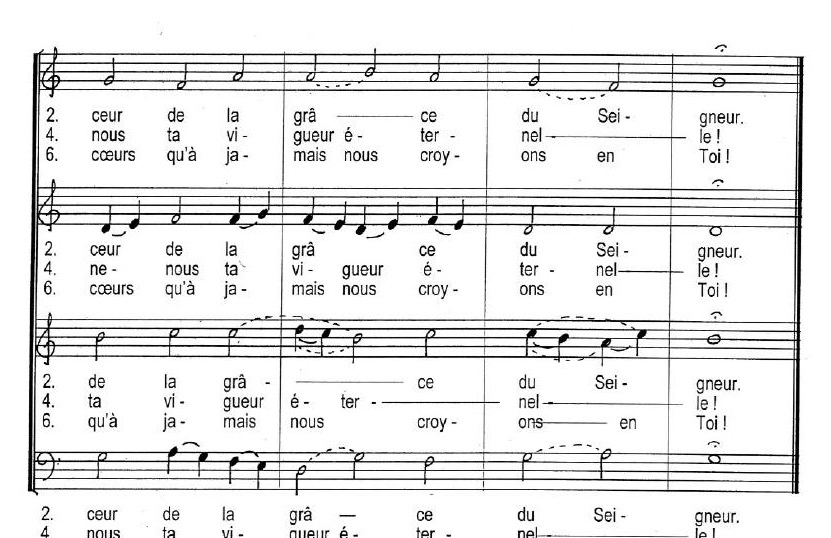 2. ceur de la grâ ——— ce du Sei - gneur.
4. nous ta vi - gueur é - ter - nel ——— le !
6. cœurs qu'à ja - mais nous croy - ons en Toi !
2. ceur de la grâ ce du Sei - gneur.
4. ne - nous ta vi - gueur é - ter - nel ——— le !
6. cœurs qu'à ja - mais nous croy - ons en Toi !
2. de la grâ - ——— ce du Sei - gneur.
4. ta vi - gueur é - ter - ——— nel ——— le !
6. qu'à ja - mais nous croy - ons ——— en Toi !
2. ceur de la grâ — ce du Sei - gneur.
4. nous ta vi - gueur é - ter - nel ——— le !